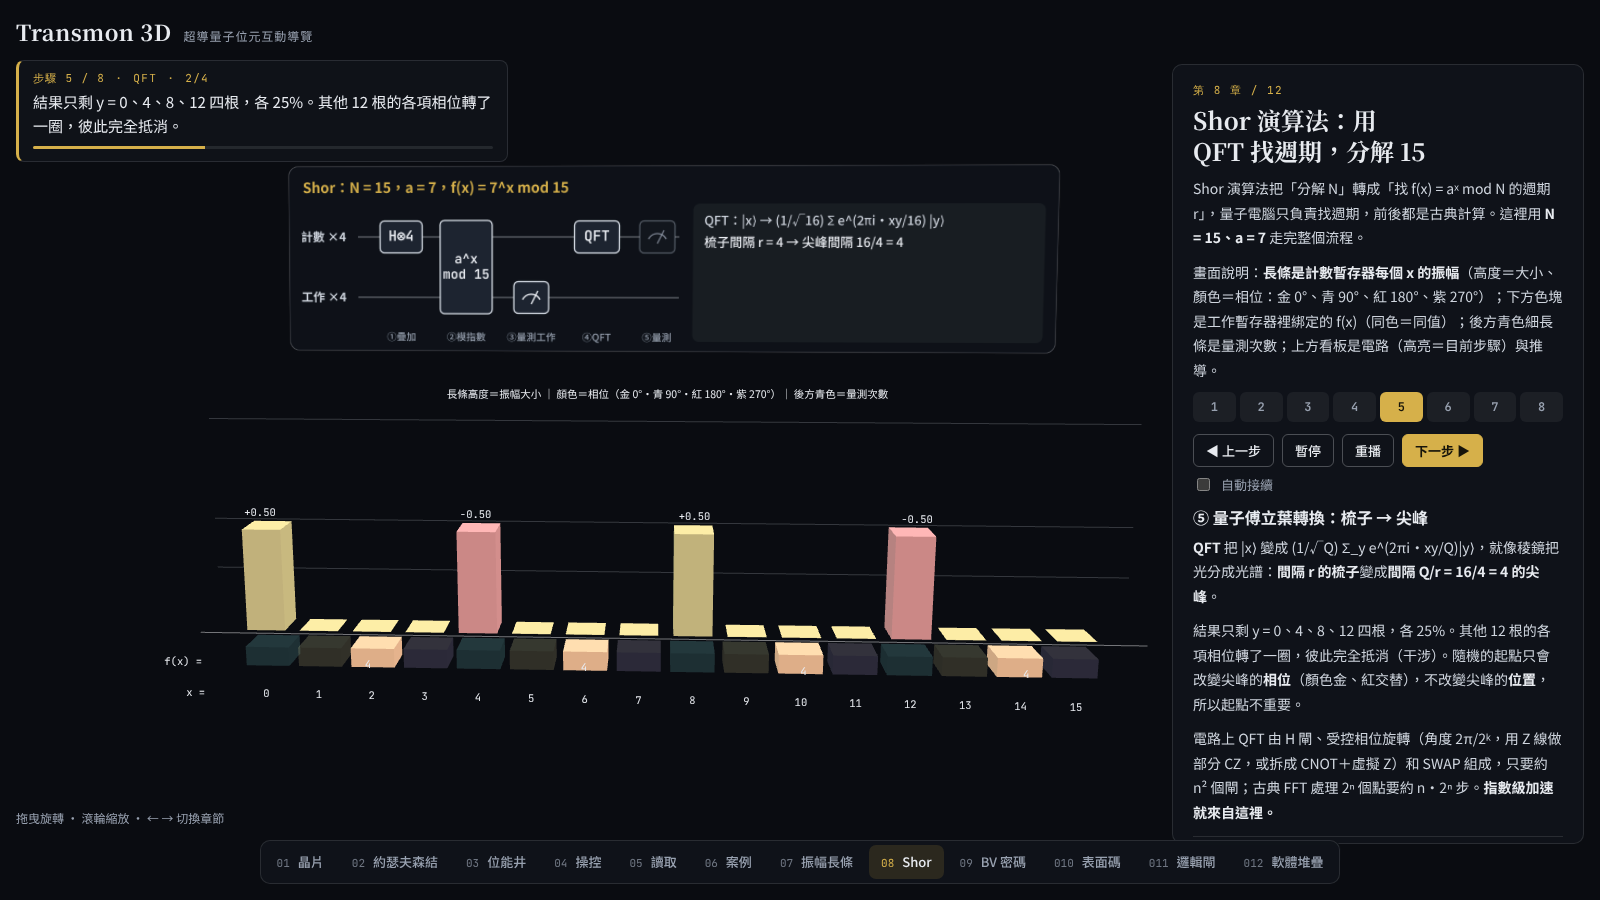 Transmon 3D 超導量子位元互動導覽
步驟 5 / 8 · QFT · 2/4
結果只剩 y = 0、4、8、12 四根，各 25%。其他 12 根的各項相位轉了
一圈，彼此完全抵消。
Shor：N = 15，a = 7，f(x) = 7^x mod 15
計數 ×4
H⊗4
a^x
mod 15
QFT
工作 ×4
①疊加 ②模指數 ③量測工作 ④QFT ⑤量測
QFT：|x⟩ → (1/√16) Σ e^(2πi·xy/16) |y⟩
梳子間隔 r = 4 → 尖峰間隔 16/4 = 4
長條高度＝振幅大小 ｜ 顏色＝相位（金 0°・青 90°・紅 180°・紫 270°） ｜ 後方青色＝量測次數
+0.50 -0.50 +0.50 -0.50
f(x) = 4 4 4 4
x = 0 1 2 3 4 5 6 7 8 9 10 11 12 13 14 15
拖曳旋轉 · 滾輪縮放 · ←→ 切換章節
第 8 章 / 12
Shor 演算法：用
QFT 找週期，分解 15
Shor 演算法把「分解 N」轉成「找 f(x) = aˣ mod N 的週期
r」，量子電腦只負責找週期，前後都是古典計算。這裡用 N
= 15、a = 7 走完整個流程。
畫面說明：長條是計數暫存器每個 x 的振幅（高度＝大小、
顏色＝相位：金 0°、青 90°、紅 180°、紫 270°）；下方色塊
是工作暫存器裡綁定的 f(x)（同色＝同值）；後方青色細長
條是量測次數；上方看板是電路（高亮＝目前步驟）與推
導。
1 2 3 4 5 6 7 8
◀ 上一步 暫停 重播 下一步 ▶
自動接續
⑤ 量子傅立葉轉換：梳子 → 尖峰
QFT 把 |x⟩ 變成 (1/√Q) Σ_y e^(2πi·xy/Q)|y⟩，就像稜鏡把
光分成光譜：間隔 r 的梳子變成間隔 Q/r = 16/4 = 4 的尖
峰。
結果只剩 y = 0、4、8、12 四根，各 25%。其他 12 根的各
項相位轉了一圈，彼此完全抵消（干涉）。隨機的起點只會
改變尖峰的相位（顏色金、紅交替），不改變尖峰的位置，
所以起點不重要。
電路上 QFT 由 H 閘、受控相位旋轉（角度 2π/2ᵏ，用 Z 線做
部分 CZ，或拆成 CNOT＋虛擬 Z）和 SWAP 組成，只要約
n² 個閘；古典 FFT 處理 2ⁿ 個點要約 n·2ⁿ 步。指數級加速
就來自這裡。
01 晶片 02 約瑟夫森結 03 位能井 04 操控 05 讀取 06 案例 07 振幅長條 08 Shor 09 BV 密碼 010 表面碼 011 邏輯閘 012 軟體堆疊